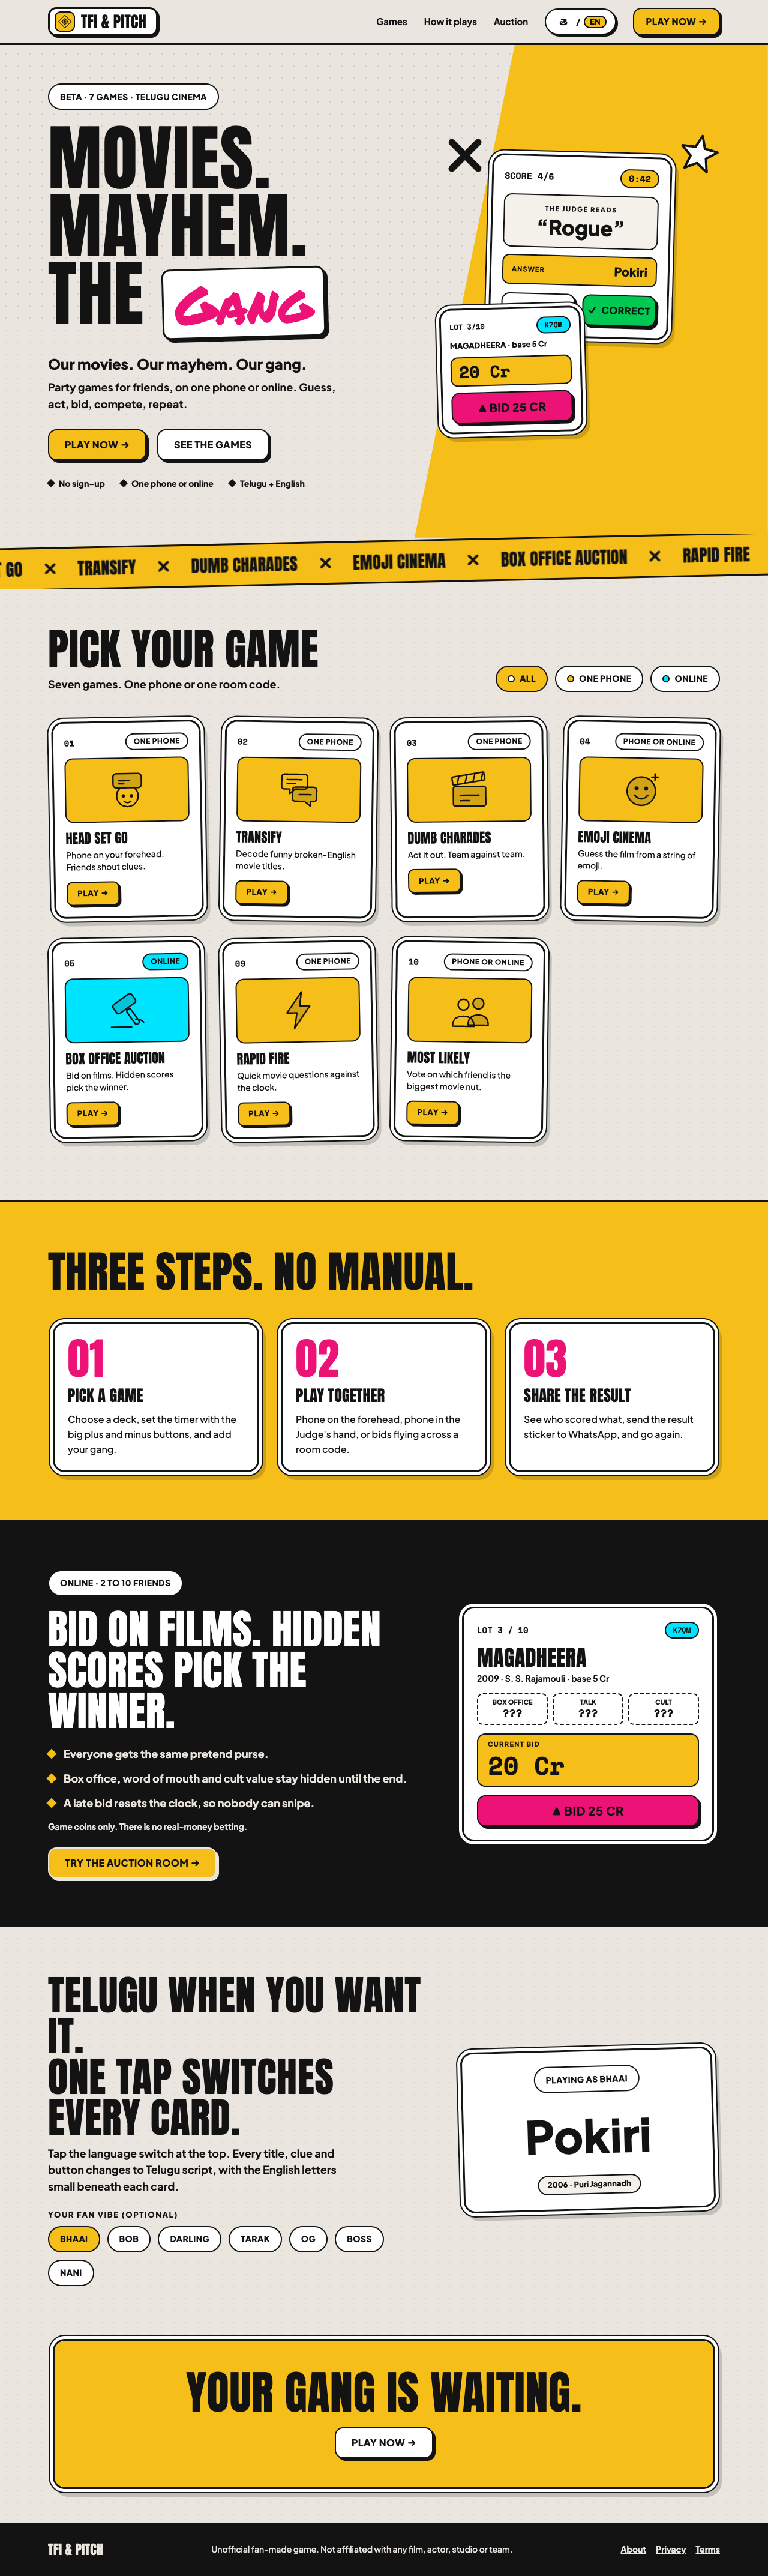 TFI & PITCH
Games How it plays Auction
తె / EN
PLAY NOW →
BETA · 7 GAMES · TELUGU CINEMA
MOVIES.
MAYHEM.
THE GANG
Our movies. Our mayhem. Our gang.
Party games for friends, on one phone or online. Guess,
act, bid, compete, repeat.
PLAY NOW →
SEE THE GAMES
No sign-up
One phone or online
Telugu + English
SCORE 4/6
0:42
THE JUDGE READS
“Rogue”
ANSWER Pokiri
✓ CORRECT
LOT 3/10
K7QM
MAGADHEERA · base 5 Cr
20 Cr
▲ BID 25 CR
GO ✕ TRANSIFY ✕ DUMB CHARADES ✕ EMOJI CINEMA ✕ BOX OFFICE AUCTION ✕ RAPID FIRE
PICK YOUR GAME
Seven games. One phone or one room code.
ALL
ONE PHONE
ONLINE
01
ONE PHONE
HEAD SET GO
Phone on your forehead.
Friends shout clues.
PLAY →
02
ONE PHONE
TRANSIFY
Decode funny broken-English
movie titles.
PLAY →
03
ONE PHONE
DUMB CHARADES
Act it out. Team against team.
PLAY →
04
PHONE OR ONLINE
EMOJI CINEMA
Guess the film from a string of
emoji.
PLAY →
05
ONLINE
BOX OFFICE AUCTION
Bid on films. Hidden scores
pick the winner.
PLAY →
09
ONE PHONE
RAPID FIRE
Quick movie questions against
the clock.
PLAY →
10
PHONE OR ONLINE
MOST LIKELY
Vote on which friend is the
biggest movie nut.
PLAY →
THREE STEPS. NO MANUAL.
01
PICK A GAME
Choose a deck, set the timer with the
big plus and minus buttons, and add
your gang.
02
PLAY TOGETHER
Phone on the forehead, phone in the
Judge's hand, or bids flying across a
room code.
03
SHARE THE RESULT
See who scored what, send the result
sticker to WhatsApp, and go again.
ONLINE · 2 TO 10 FRIENDS
BID ON FILMS. HIDDEN
SCORES PICK THE
WINNER.
Everyone gets the same pretend purse.
Box office, word of mouth and cult value stay hidden until the end.
A late bid resets the clock, so nobody can snipe.
Game coins only. There is no real-money betting.
TRY THE AUCTION ROOM →
LOT 3 / 10
K7QM
MAGADHEERA
2009 · S. S. Rajamouli · base 5 Cr
BOX OFFICE
???
TALK
???
CULT
???
CURRENT BID
20 Cr
▲ BID 25 CR
TELUGU WHEN YOU WANT
IT.
ONE TAP SWITCHES
EVERY CARD.
Tap the language switch at the top. Every title, clue and
button changes to Telugu script, with the English letters
small beneath each card.
YOUR FAN VIBE (OPTIONAL)
BHAAI BOB DARLING TARAK OG BOSS
NANI
PLAYING AS BHAAI
Pokiri
2006 · Puri Jagannadh
YOUR GANG IS WAITING.
PLAY NOW →
TFI & PITCH
Unofficial fan-made game. Not affiliated with any film, actor, studio or team.
About Privacy Terms